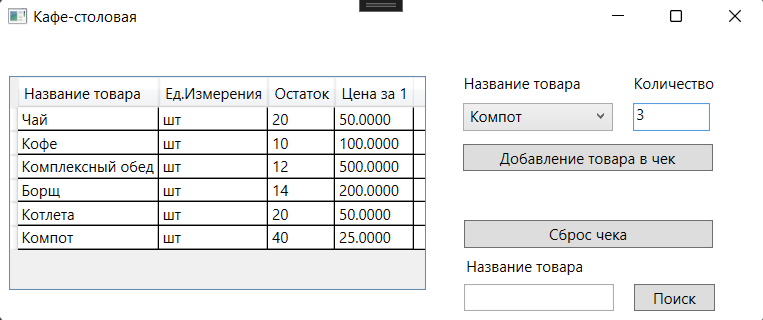 Кафе-столовая
Название товара Ед.Измерения Остаток Цена за 1
Чай шт 20 50.0000
Кофе шт 10 100.0000
Комплексный обед шт 12 500.0000
Борщ шт 14 200.0000
Котлета шт 20 50.0000
Компот шт 40 25.0000
Название товара Количество
Компот 3
Добавление товара в чек
Сброс чека
Название товара
Поиск